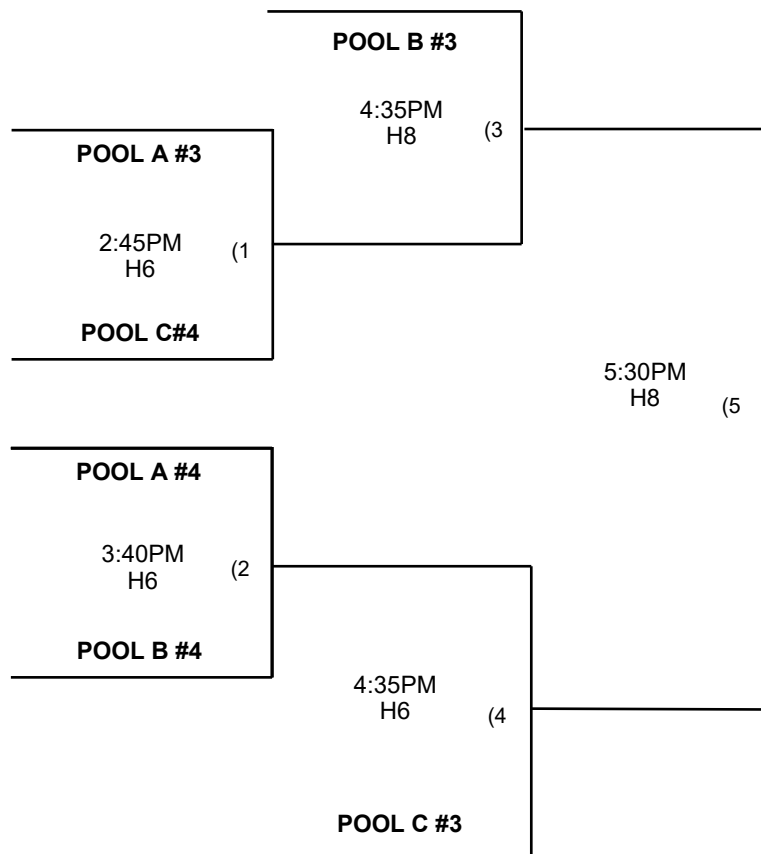 POOL B #3
4:35PM
H8
(3
POOL A #3
2:45PM
H6
(1
POOL C#4
5:30PM
H8
(5
POOL A #4
3:40PM
H6
(2
POOL B #4
4:35PM
H6
(4
POOL C #3